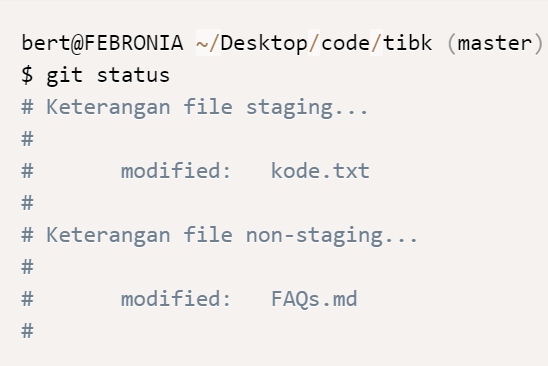 bert@FEBRONIA ~/Desktop/code/tibk (master)
$ git status
# Keterangan file staging...
#
#       modified:   kode.txt
#
# Keterangan file non-staging...
#
#       modified:   FAQs.md
#